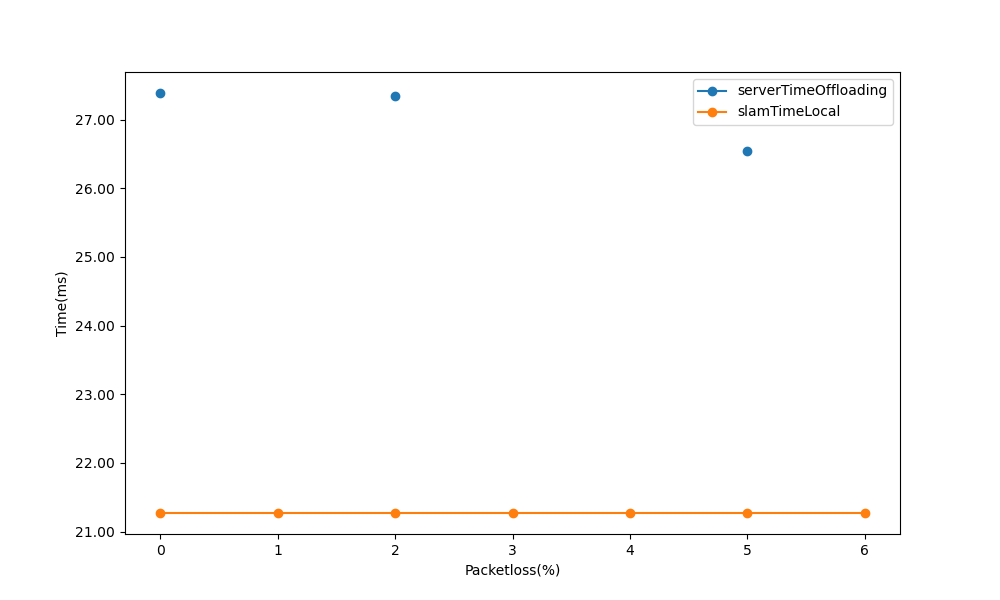 serverTimeOffloading
slamTimeLocal
27.00
26.00
25.00
24.00
23.00
22.00
21.00
Time(ms)
0 1 2 3 4 5 6
Packetloss(%)